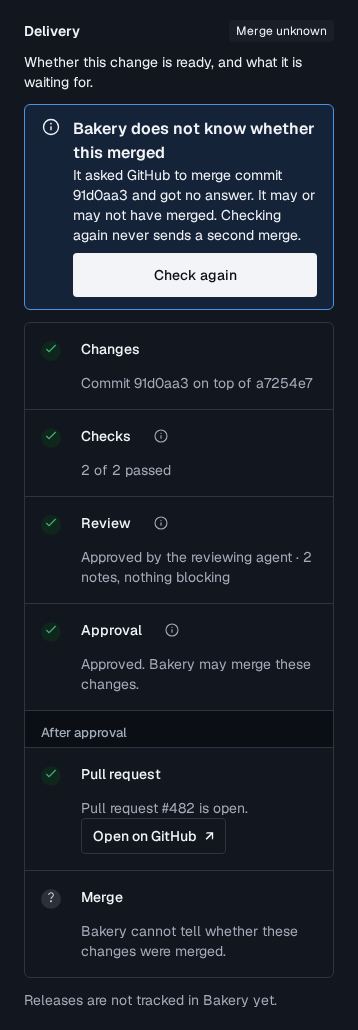 Delivery
Merge unknown
Whether this change is ready, and what it is
waiting for.
Bakery does not know whether
this merged
It asked GitHub to merge commit
91d0aa3 and got no answer. It may or
may not have merged. Checking
again never sends a second merge.
Check again
Changes
Commit 91d0aa3 on top of a7254e7
Checks
2 of 2 passed
Review
Approved by the reviewing agent · 2
notes, nothing blocking
Approval
Approved. Bakery may merge these
changes.
After approval
Pull request
Pull request #482 is open.
Open on GitHub ↗
? Merge
Bakery cannot tell whether these
changes were merged.
Releases are not tracked in Bakery yet.